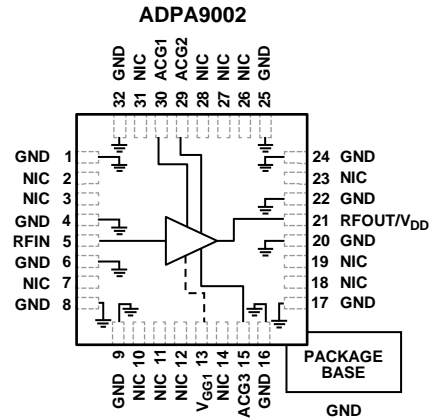 ADPA9002
GND
NIC
ACG1
ACG2
NIC
NIC
NIC
GND
32
31
30
29
28
27
26
25
GND 1
NIC 2
NIC 3
GND 4
RFIN 5
GND 6
NIC 7
GND 8
24 GND
23 NIC
22 GND
21 RFOUT/VDD
20 GND
19 NIC
18 NIC
17 GND
GND 9
NIC 10
NIC 11
NIC 12
VGG1 13
NIC 14
ACG3 15
GND 16
PACKAGE
BASE
GND